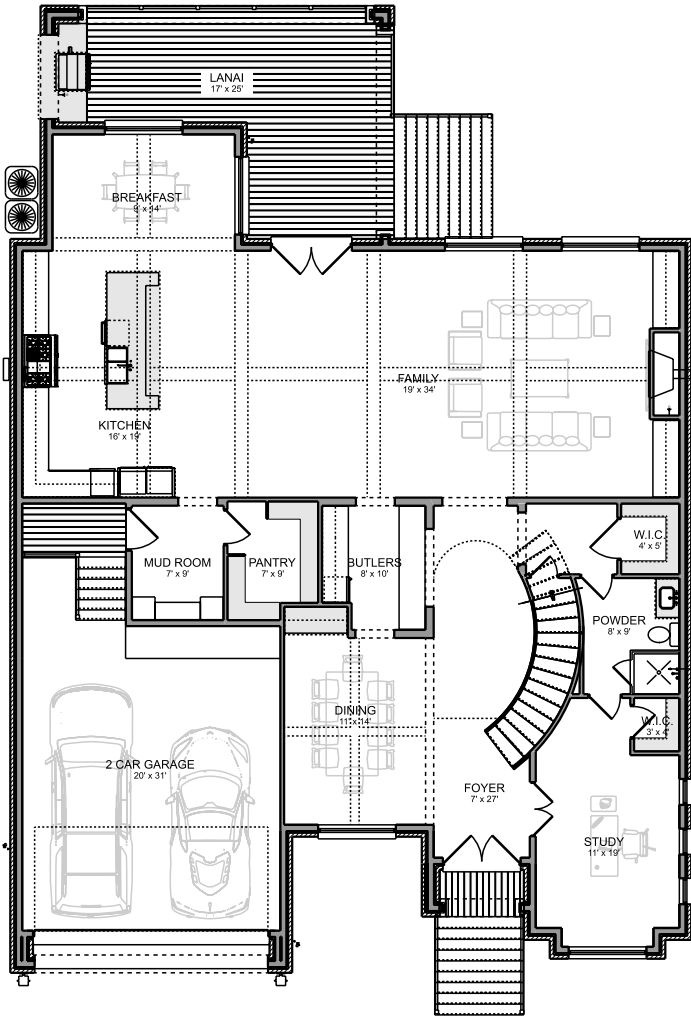 LANAI
17' x 25'
BREAKFAST
9' x 14'
FAMILY
19' x 34'
KITCHEN
16' x 19'
W.I.C.
4' x 5'
MUD ROOM
7' x 9'
PANTRY
7' x 9'
BUTLERS
8' x 10'
POWDER
8' x 9'
DINING
11' x 14'
W.I.C.
3' x 4'
2 CAR GARAGE
20' x 31'
FOYER
7' x 27'
STUDY
11' x 19'